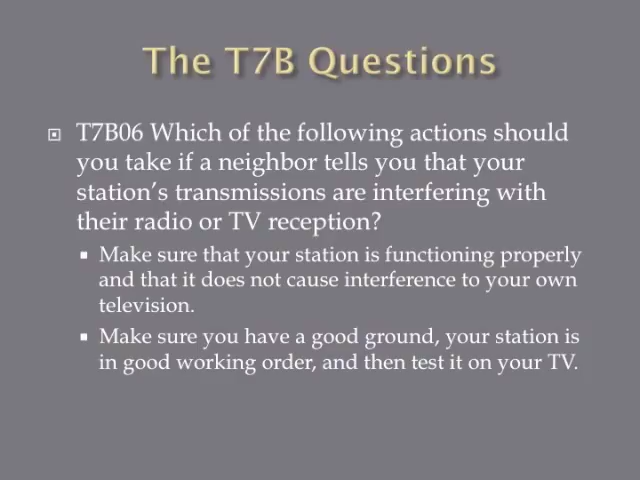 The T7B Questions
T7B06 Which of the following actions should
you take if a neighbor tells you that your
station’s transmissions are interfering with
their radio or TV reception?
Make sure that your station is functioning properly
and that it does not cause interference to your own
television.
Make sure you have a good ground, your station is
in good working order, and then test it on your TV.